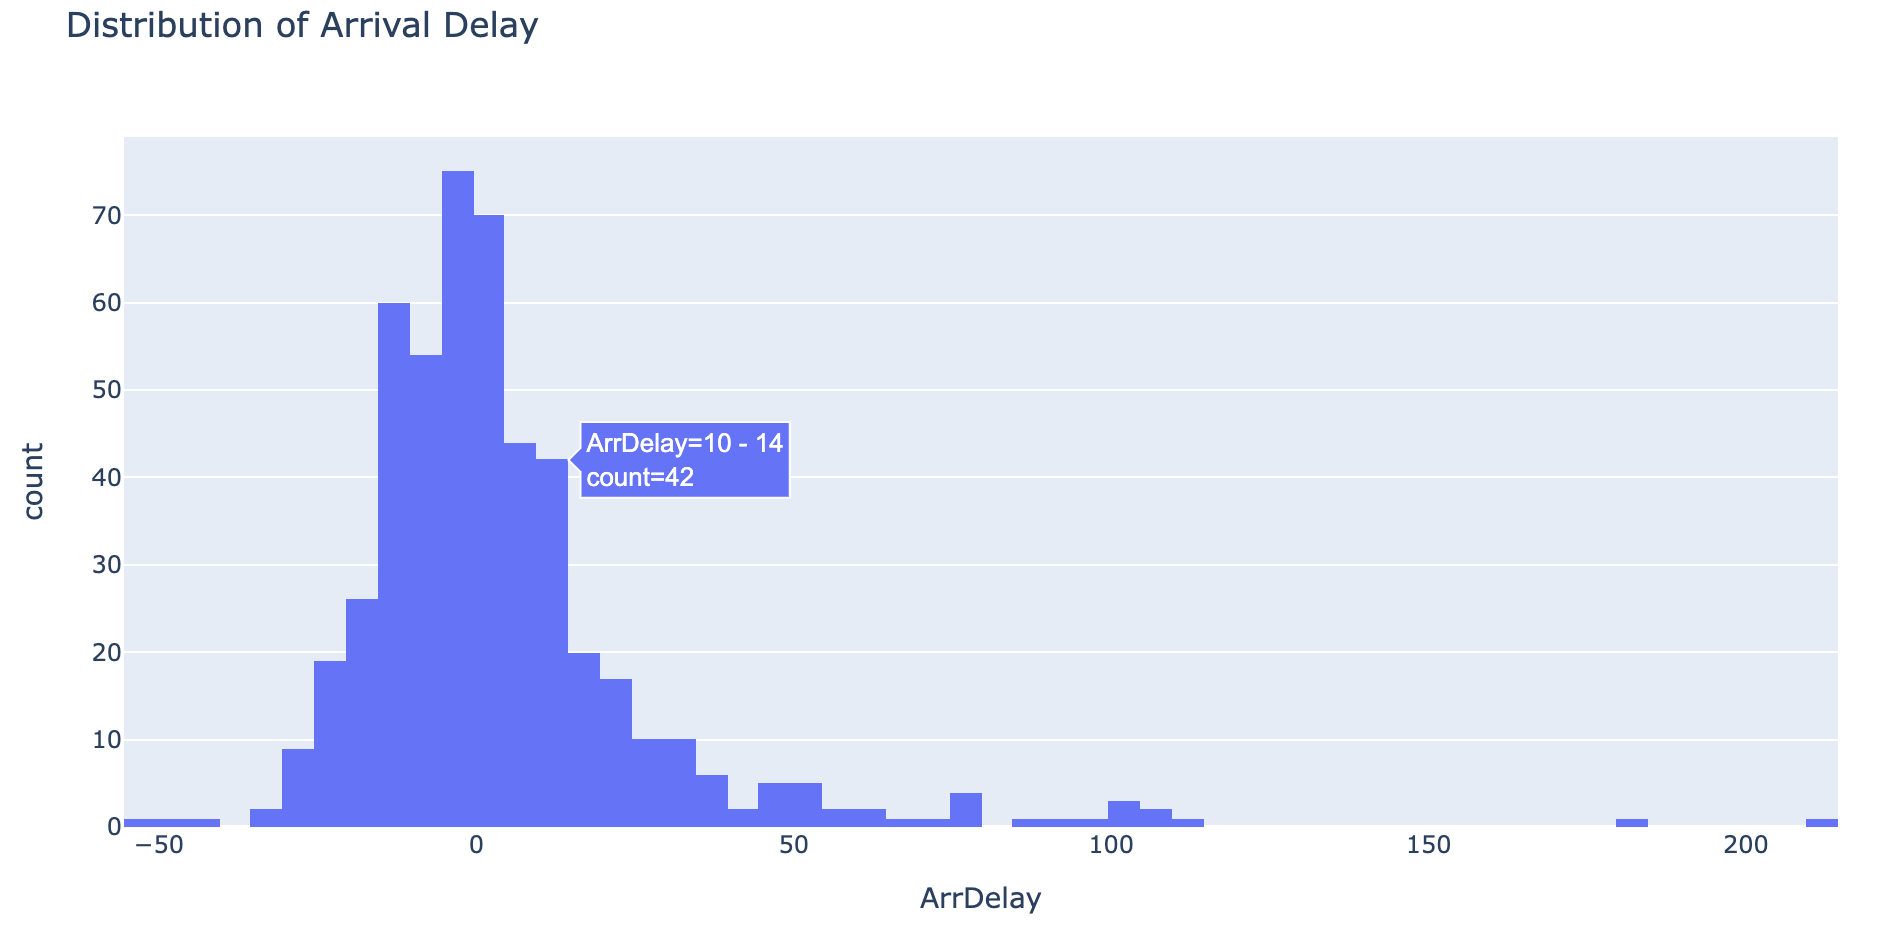 Distribution of Arrival Delay
70
60
50
40
30
20
10
0
count
ArrDelay=10 - 14
count=42
−50 0 50 100 150 200
ArrDelay